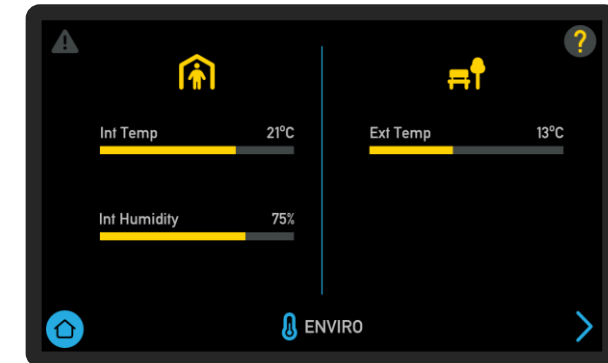 ?
Int Temp 21°C
Ext Temp 13°C
Int Humidity 75%
ENVIRO